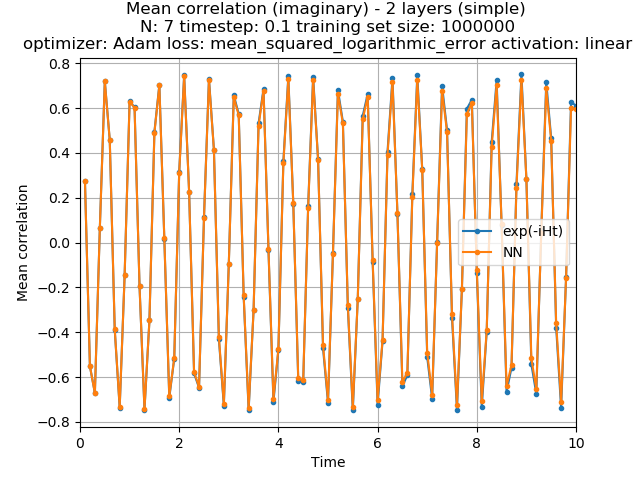 Mean correlation (imaginary) - 2 layers (simple)
N: 7 timestep: 0.1 training set size: 1000000
optimizer: Adam loss: mean_squared_logarithmic_error activation: linear
0.8
0.6
0.4
0.2
0.0
−0.2
−0.4
−0.6
−0.8
Mean correlation
exp(-iHt)
NN
0 2 4 6 8 10
Time